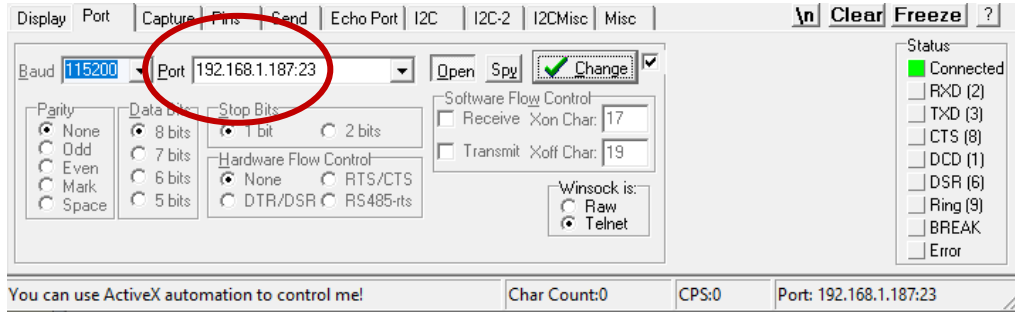 Display Port Capture Pins Send Echo Port I2C I2C-2 I2CMisc Misc \n Clear Freeze ?
Baud 115200 Port 192.168.1.187:23 Open Spy Change
Status
Connected
RXD (2)
TXD (3)
CTS (8)
DCD (1)
DSR (6)
Ring (9)
BREAK
Error
Parity
None
Odd
Even
Mark
Space
Data Bits
8 bits
7 bits
6 bits
5 bits
Stop Bits
1 bit 2 bits
Hardware Flow Control
None RTS/CTS
DTR/DSR RS485-rts
Software Flow Control
Receive Xon Char: 17
Transmit Xoff Char: 19
Winsock is:
Raw
Telnet
You can use ActiveX automation to control me! Char Count:0 CPS:0 Port: 192.168.1.187:23